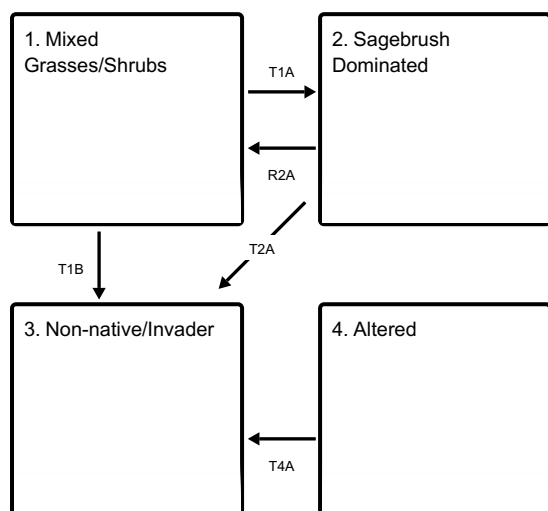 1. Mixed
Grasses/Shrubs
2. Sagebrush
Dominated
T1A
R2A
T1B
T2A
3. Non-native/Invader
4. Altered
T4A